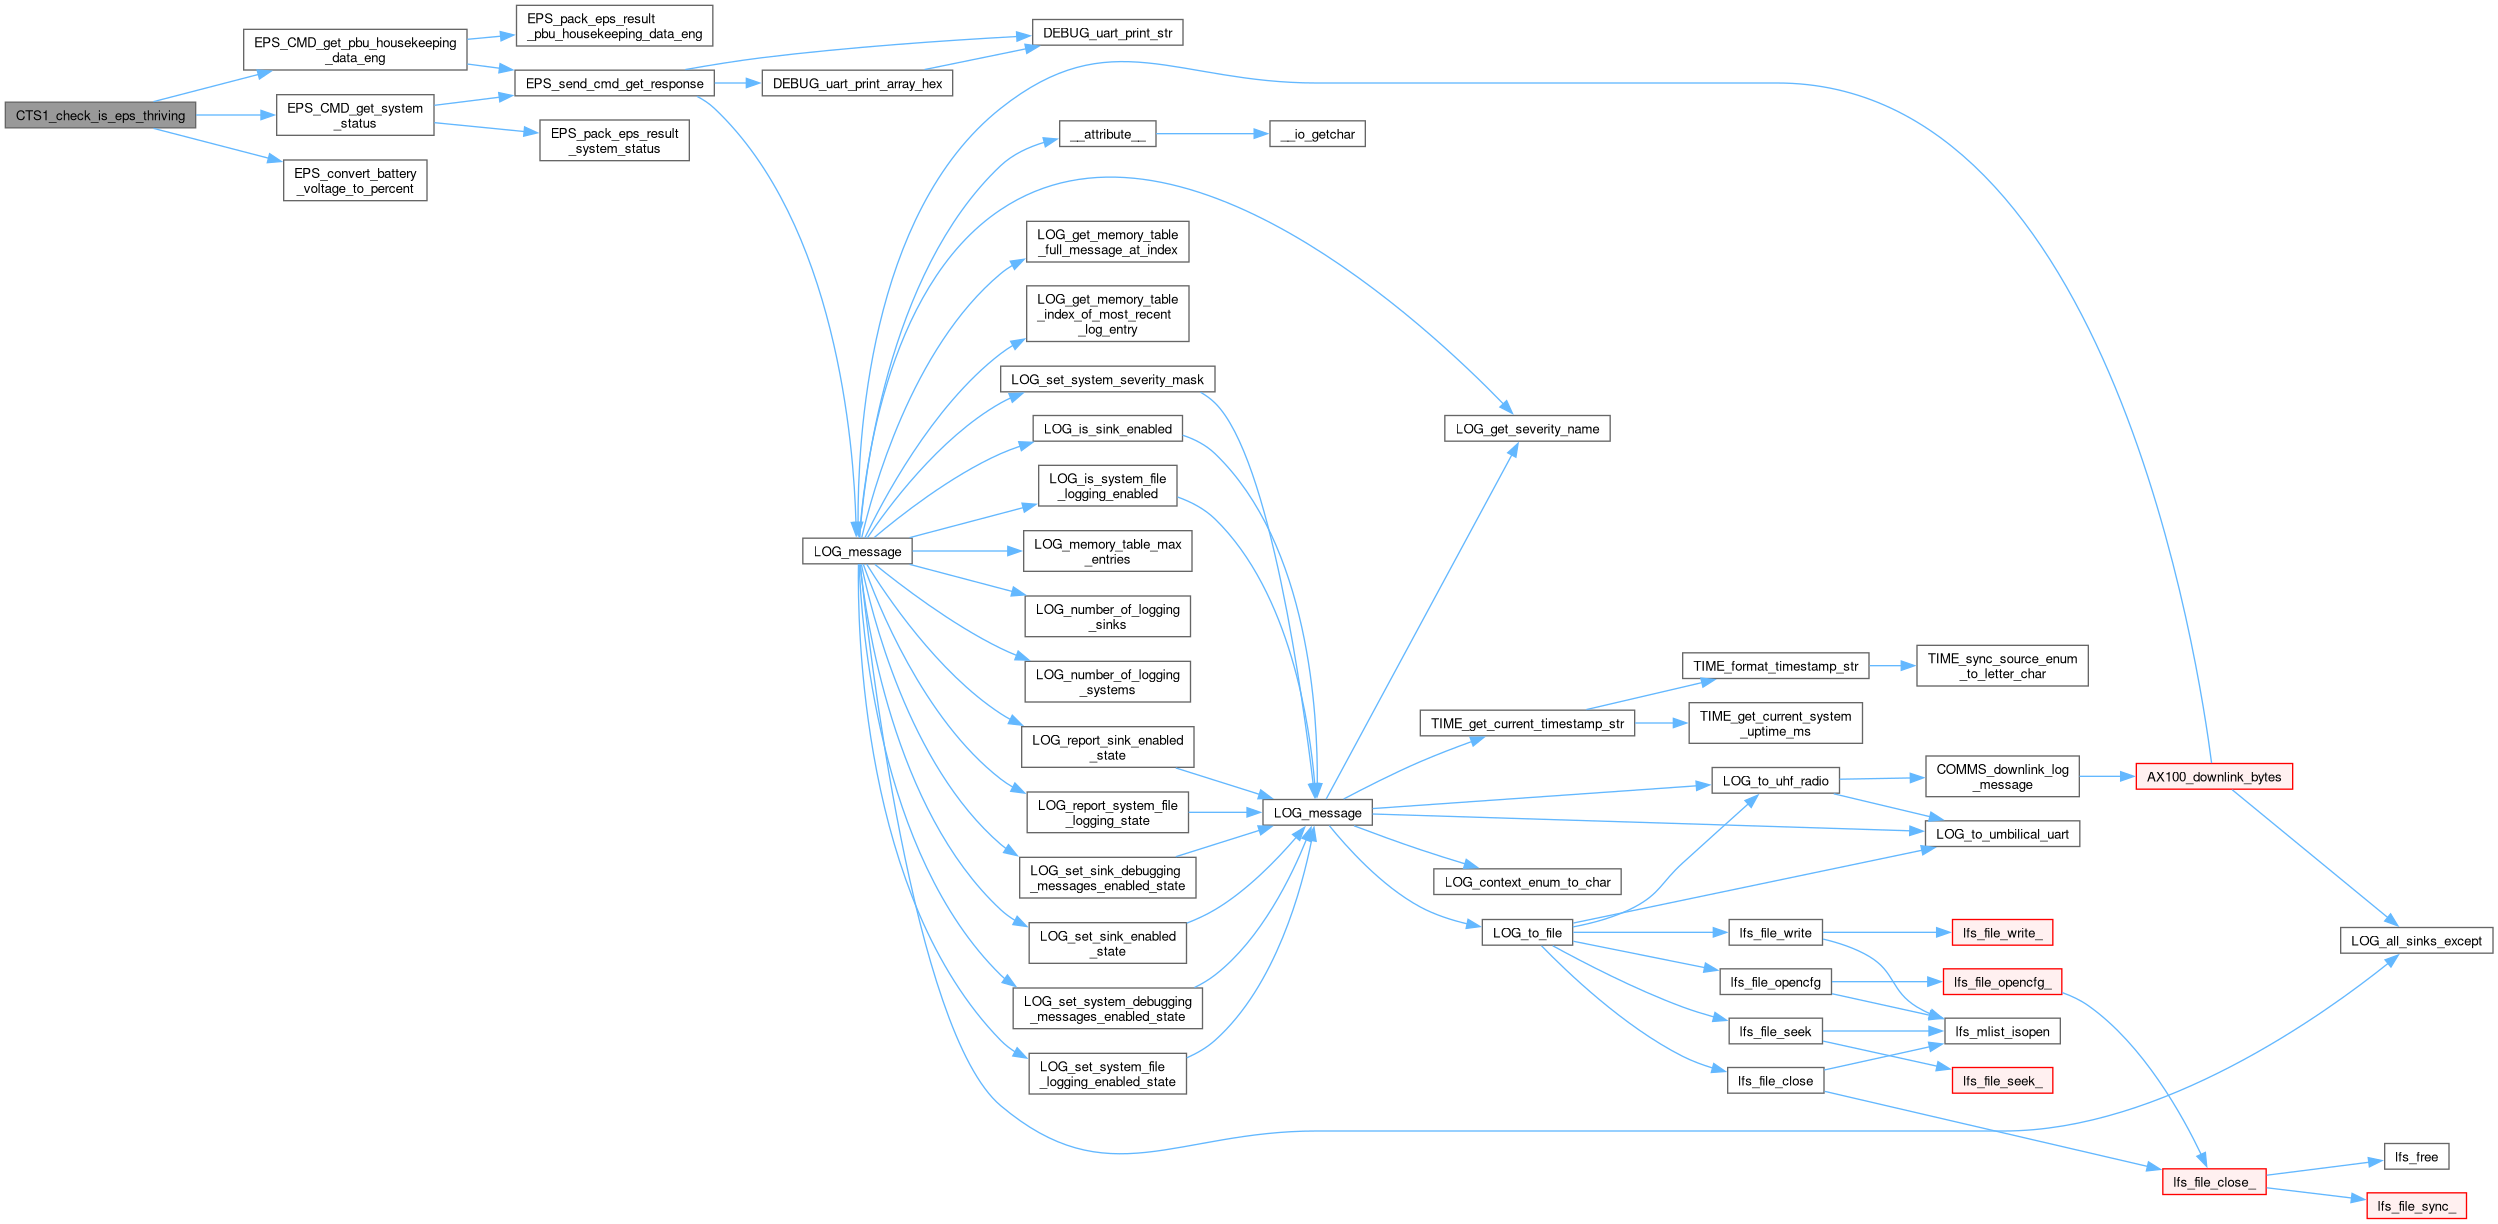 CTS1_check_is_eps_thriving
EPS_CMD_get_pbu_housekeeping
_data_eng
EPS_CMD_get_system
_status
EPS_convert_battery
_voltage_to_percent
EPS_pack_eps_result
_pbu_housekeeping_data_eng
EPS_send_cmd_get_response
EPS_pack_eps_result
_system_status
DEBUG_uart_print_array_hex
DEBUG_uart_print_str
LOG_message
__attribute__
__io_getchar
LOG_get_memory_table
_full_message_at_index
LOG_get_memory_table
_index_of_most_recent
_log_entry
LOG_set_system_severity_mask
LOG_is_sink_enabled
LOG_is_system_file
_logging_enabled
LOG_memory_table_max
_entries
LOG_number_of_logging
_sinks
LOG_number_of_logging
_systems
LOG_report_sink_enabled
_state
LOG_report_system_file
_logging_state
LOG_set_sink_debugging
_messages_enabled_state
LOG_set_sink_enabled
_state
LOG_set_system_debugging
_messages_enabled_state
LOG_set_system_file
_logging_enabled_state
LOG_message
LOG_get_severity_name
TIME_get_current_timestamp_str
LOG_context_enum_to_char
LOG_to_file
TIME_format_timestamp_str
TIME_get_current_system
_uptime_ms
LOG_to_uhf_radio
lfs_file_write
lfs_file_opencfg
lfs_file_seek
lfs_file_close
TIME_sync_source_enum
_to_letter_char
COMMS_downlink_log
_message
LOG_to_umbilical_uart
lfs_file_write_
lfs_file_opencfg_
lfs_mlist_isopen
lfs_file_seek_
AX100_downlink_bytes
lfs_file_close_
LOG_all_sinks_except
lfs_free
lfs_file_sync_